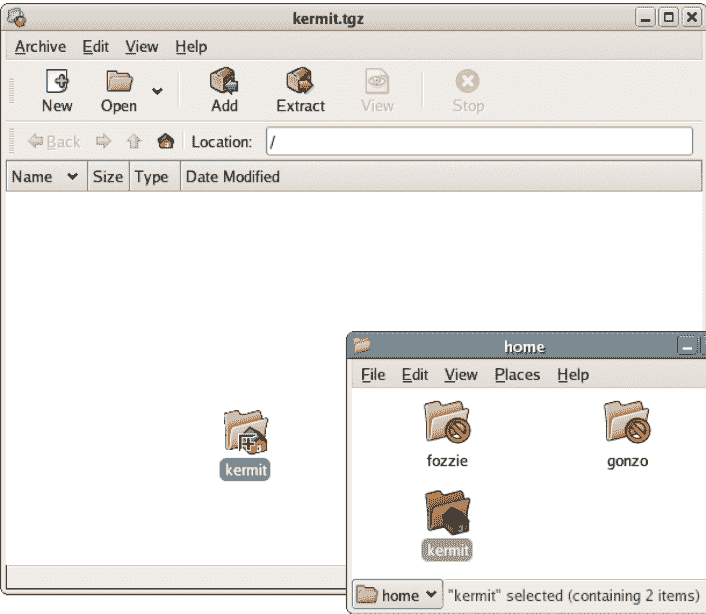 kermit.tgz
Archive Edit View Help
New Open Add Extract View Stop
Back Location: /
Name Size Type Date Modified
kermit
home
File Edit View Places Help
fozzie gonzo
kermit
home "kermit" selected (containing 2 items)